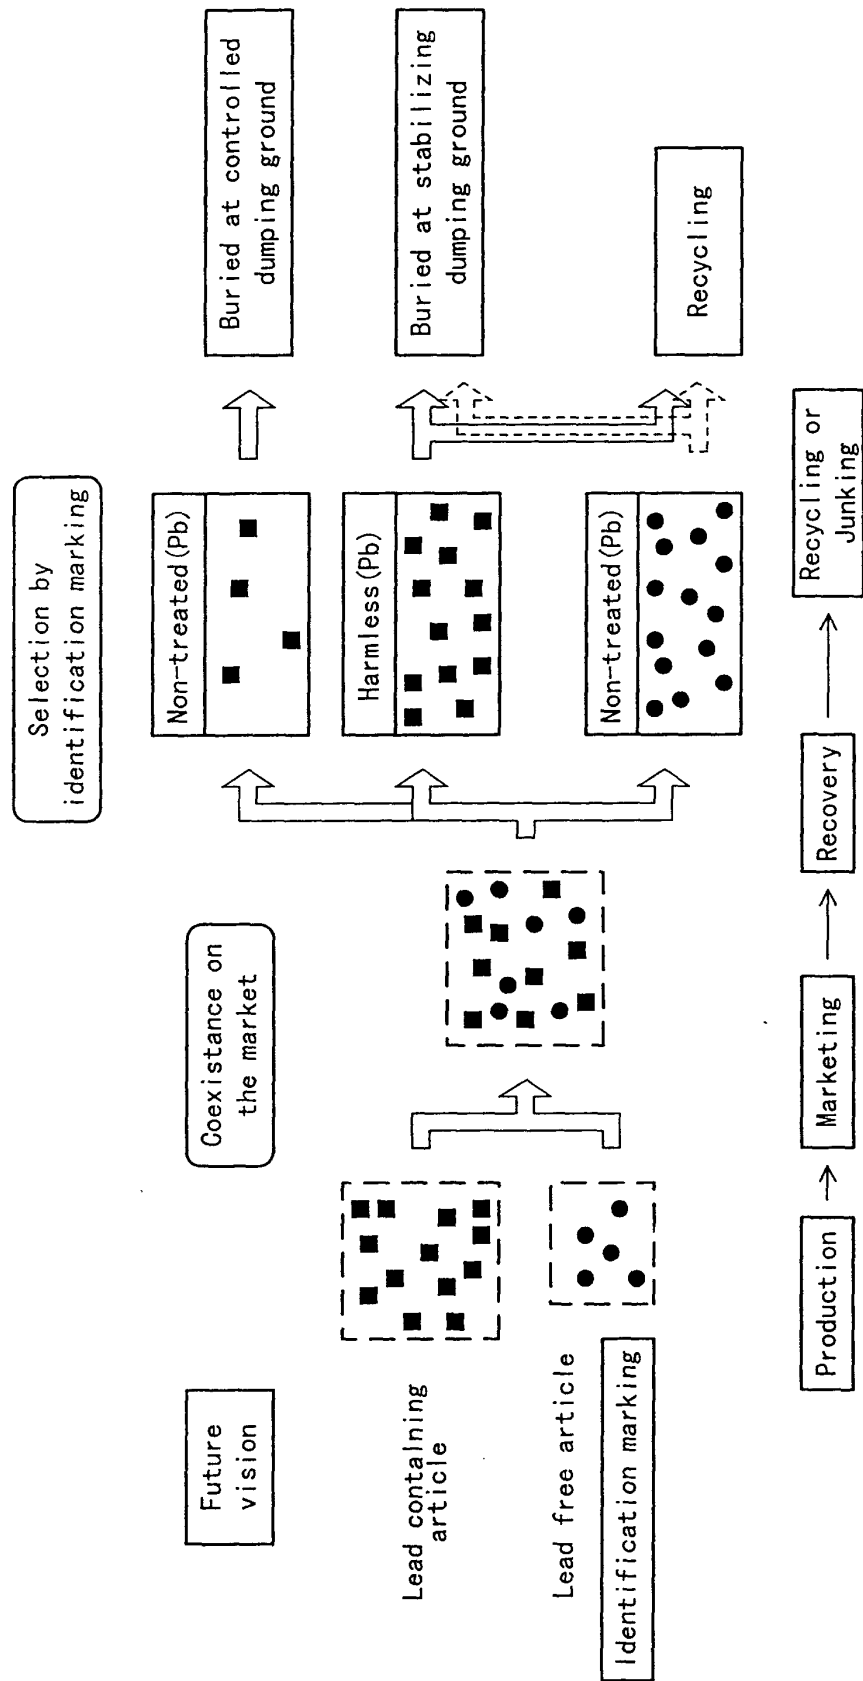 Future
vision
Coexistance on
the market
Selection by
identification marking
Lead containing
article
Lead free article
Identification marking
Non-treated(Pb)
Harmless(Pb)
Non-treated(Pb)
Buried at controlled
dumping ground
Buried at stabilizing
dumping ground
Recycling
Production
Marketing
Recovery
Recycling or
Junking